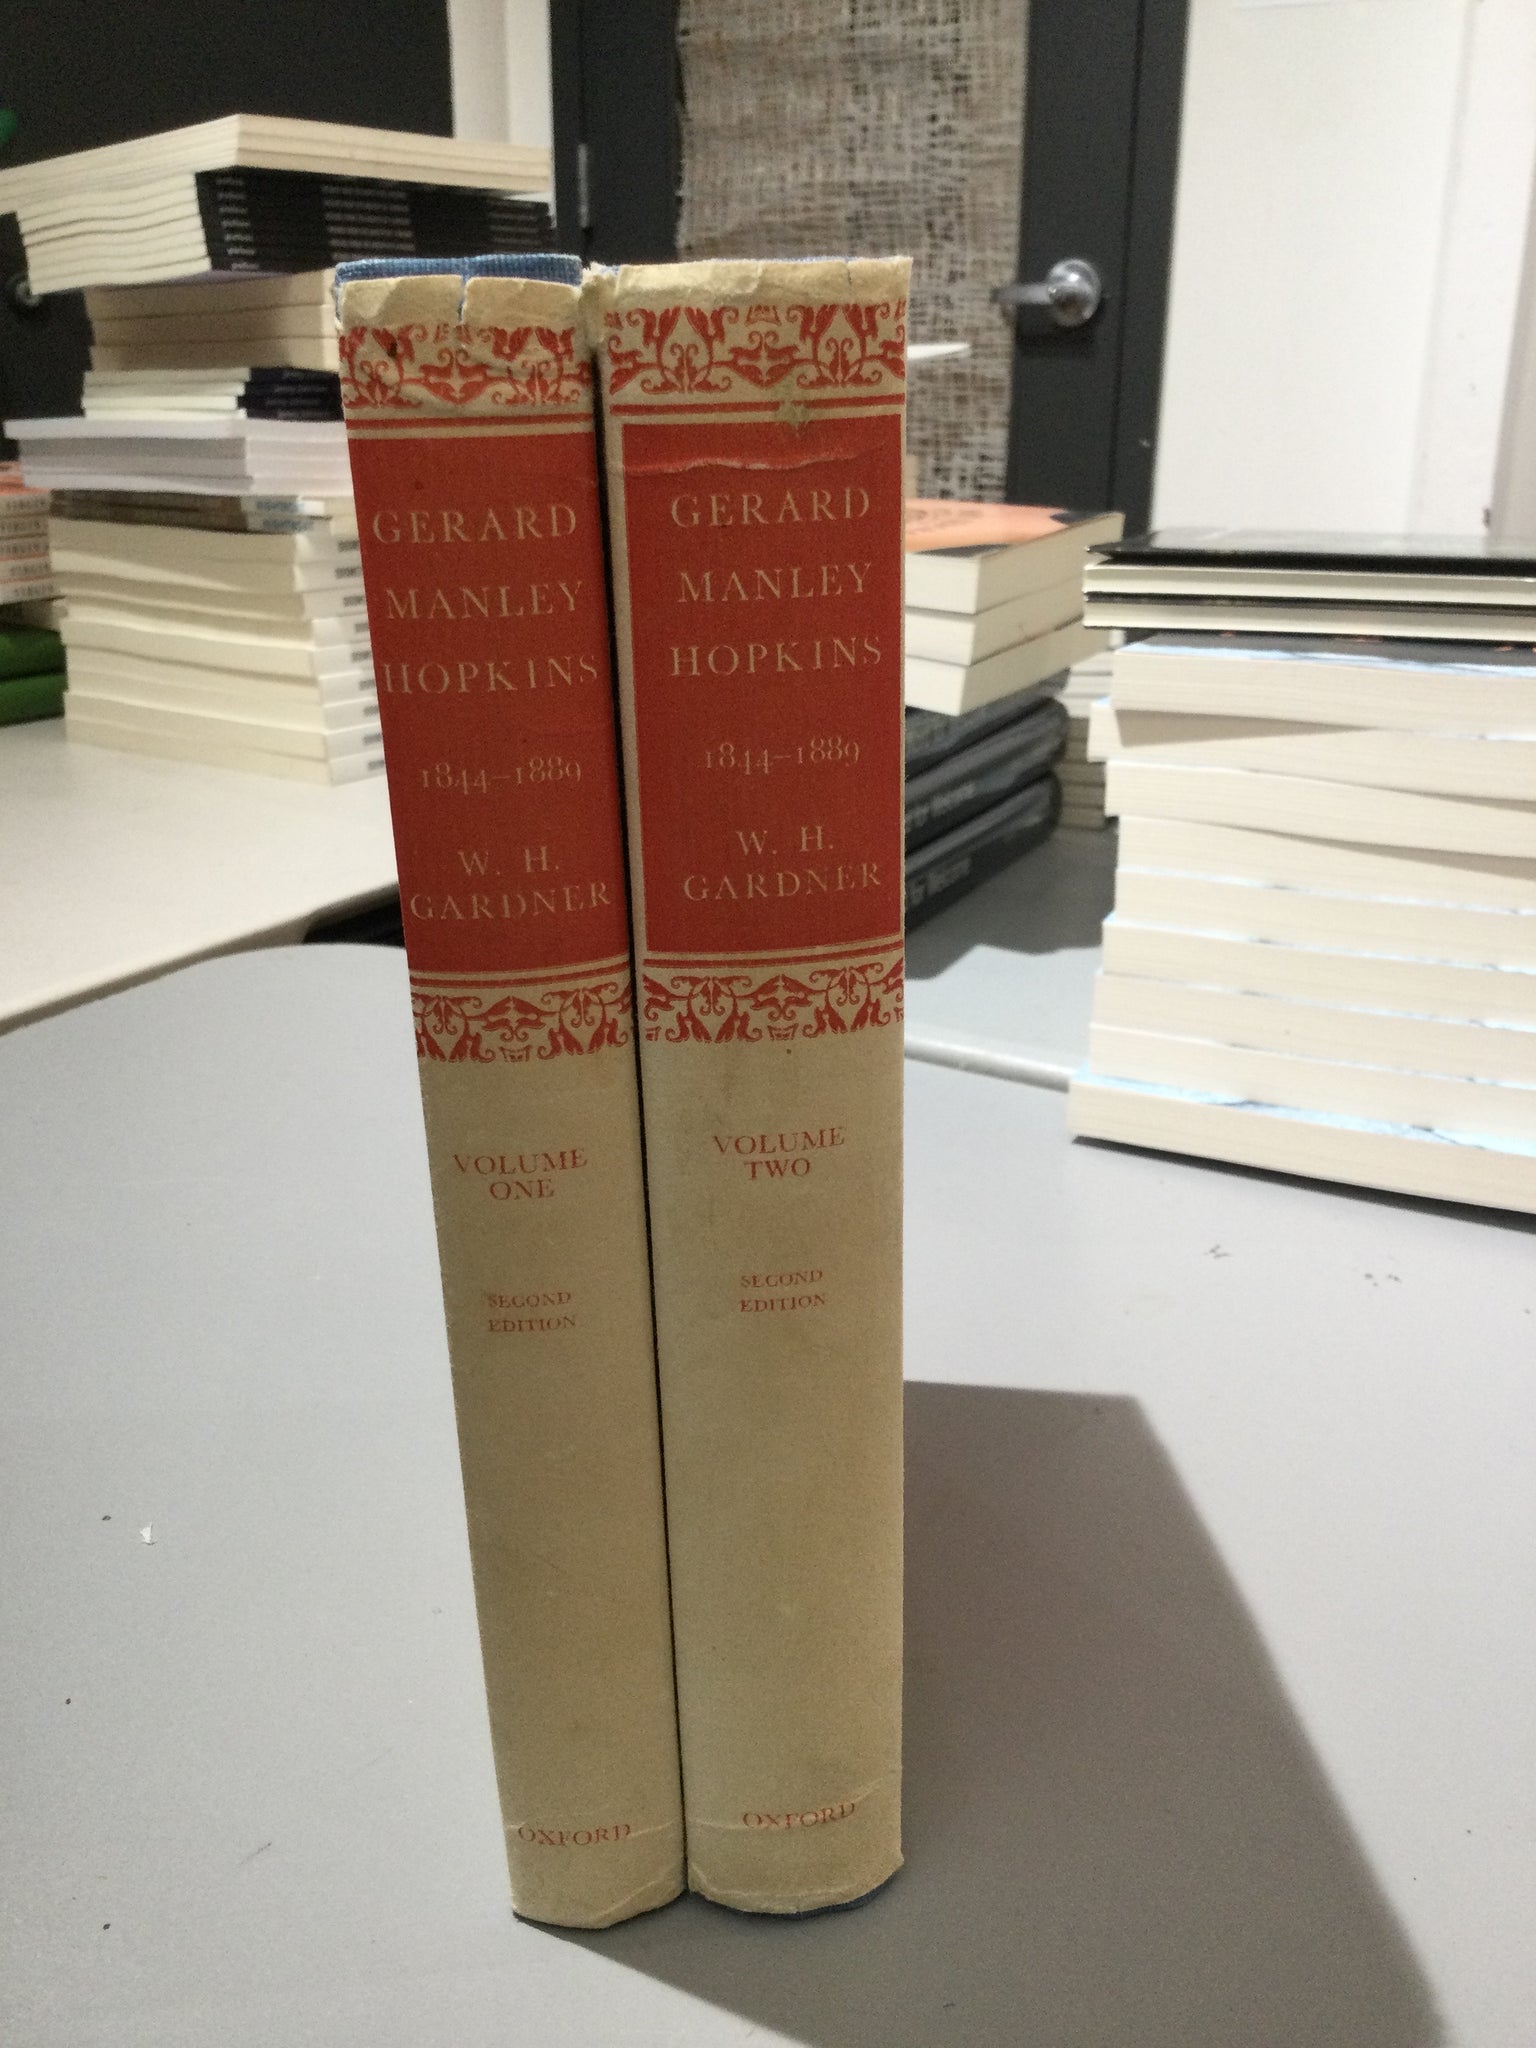 GERARD
MANLEY
HOPKINS
1844–1889
W. H.
GARDNER
VOLUME
ONE
SECOND
EDITION
OXFORD
GERARD
MANLEY
HOPKINS
1844–1889
W. H.
GARDNER
VOLUME
TWO
SECOND
EDITION
OXFORD